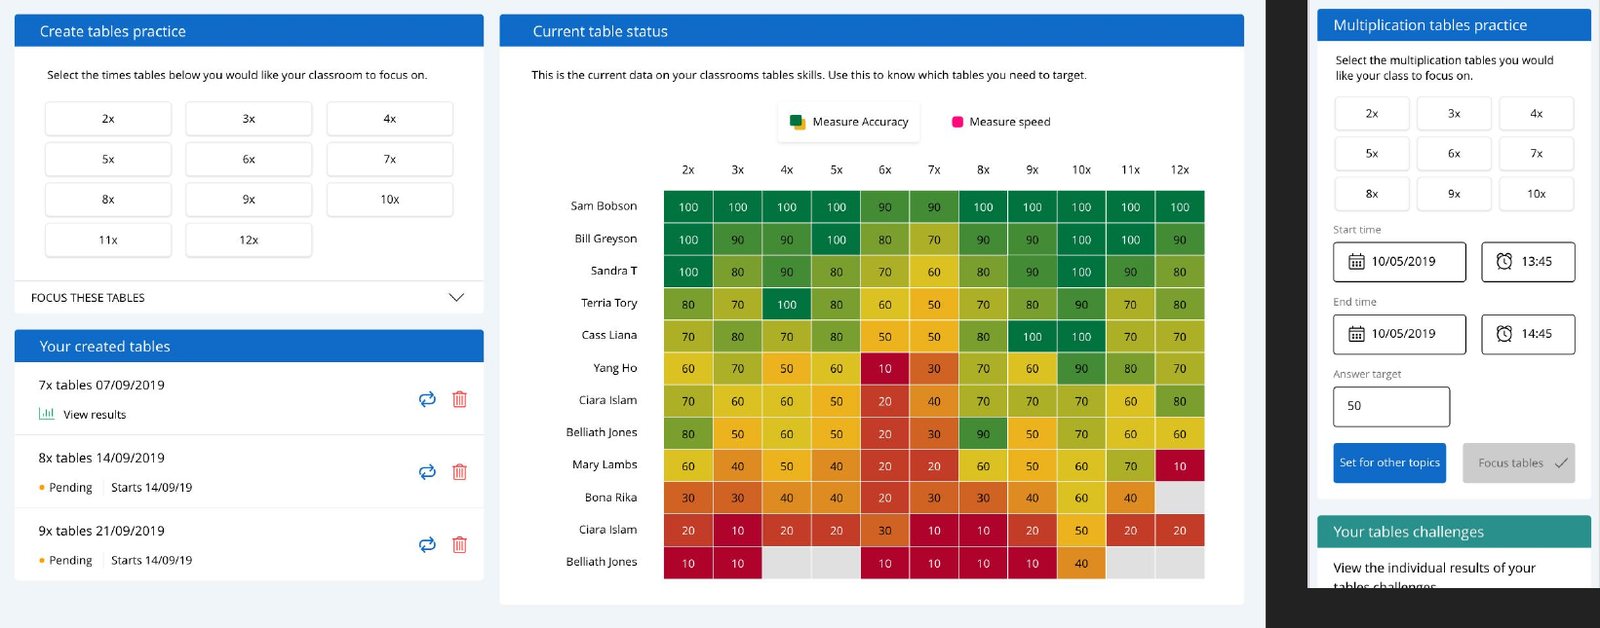 Create tables practice
Select the times tables below you would like your classroom to focus on.
2x 3x 4x
5x 6x 7x
8x 9x 10x
11x 12x
FOCUS THESE TABLES
Your created tables
7x tables 07/09/2019
View results
8x tables 14/09/2019
Pending Starts 14/09/19
9x tables 21/09/2019
Pending Starts 14/09/19
Current table status
This is the current data on your classrooms tables skills. Use this to know which tables you need to target.
Measure Accuracy Measure speed
2x 3x 4x 5x 6x 7x 8x 9x 10x 11x 12x
Sam Bobson 100 100 100 100 90 90 100 100 100 100 100
Bill Greyson 100 90 90 100 80 70 90 90 100 100 90
Sandra T 100 80 90 80 70 60 80 90 100 90 80
Terria Tory 80 70 100 80 60 50 70 80 90 70 80
Cass Liana 70 80 70 80 50 50 80 100 100 70 70
Yang Ho 60 70 50 60 10 30 70 60 90 80 70
Ciara Islam 70 60 60 50 20 40 70 70 70 60 80
Belliath Jones 80 50 60 50 20 30 90 50 70 60 60
Mary Lambs 60 40 50 40 20 20 60 50 60 70 10
Bona Rika 30 30 40 40 20 30 30 40 60 40
Ciara Islam 20 10 20 20 30 10 10 20 50 20 20
Belliath Jones 10 10 10 10 10 10 40
Multiplication tables practice
Select the multiplication tables you would
like your class to focus on.
2x 3x 4x
5x 6x 7x
8x 9x 10x
Start time
10/05/2019 13:45
End time
10/05/2019 14:45
Answer target
50
Set for other topics Focus tables
Your tables challenges
View the individual results of your
tables challenges